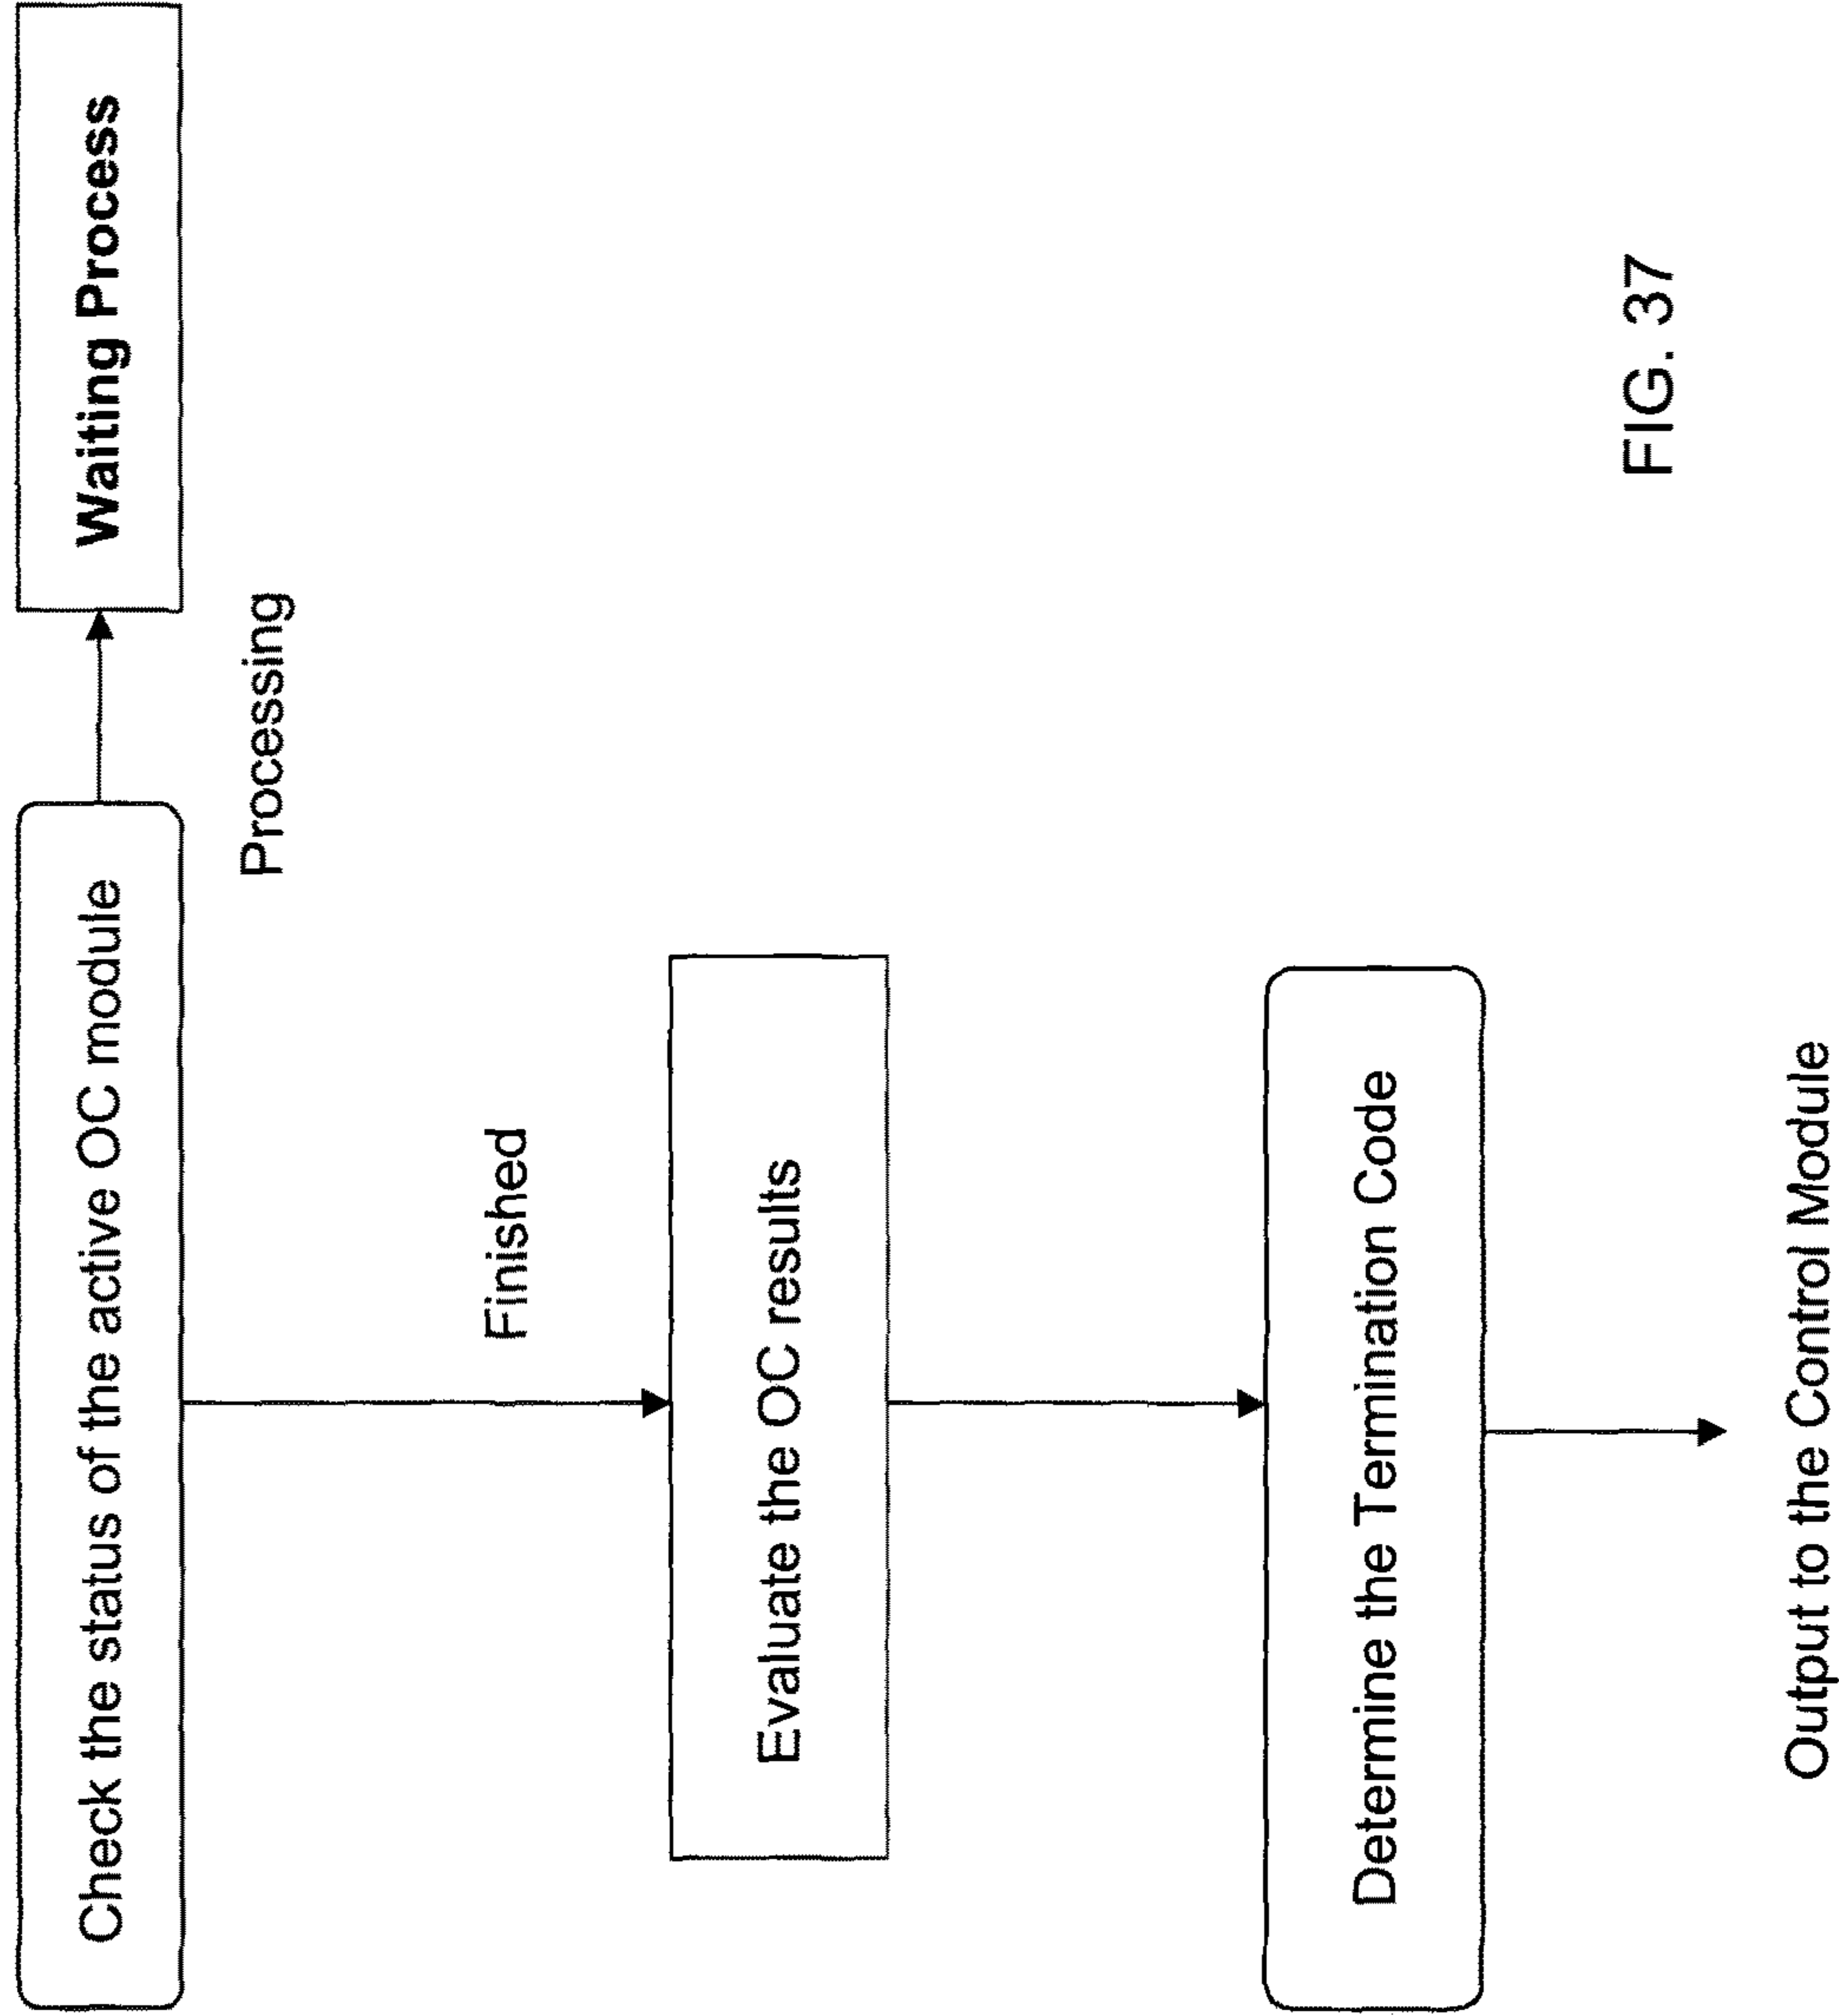 Check the status of the active OC module
Waiting Process
Processing
Finished
Evaluate the OC results
Determine the Termination Code
Output to the Control Module
FIG. 37